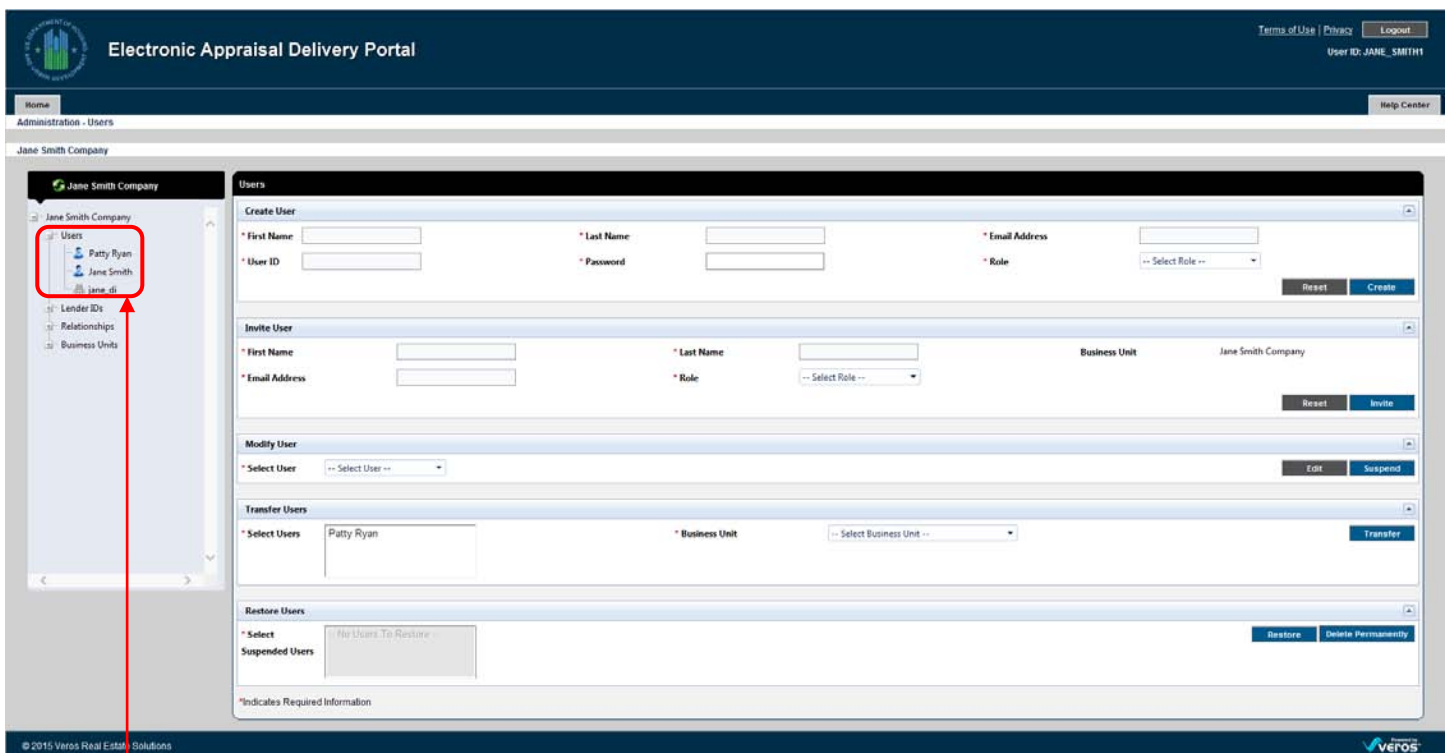 Terms of Use | Privacy Logout
Electronic Appraisal Delivery Portal
User ID: JANE_SMITH1
Home Help Center
Administration - Users
Jane Smith Company
Jane Smith Company
Jane Smith Company
Users
Patty Ryan
Jane Smith
jane_di
Lender IDs
Relationships
Business Units
Users
Create User
* First Name * Last Name * Email Address
* User ID * Password * Role -- Select Role --
Reset Create
Invite User
* First Name * Last Name Business Unit Jane Smith Company
* Email Address * Role -- Select Role --
Reset Invite
Modify User
* Select User -- Select User -- Edit Suspend
Transfer Users
* Select Users Patty Ryan * Business Unit -- Select Business Unit -- Transfer
Restore Users
* Select -- No Users To Restore -- Restore Delete Permanently
Suspended Users
*Indicates Required Information
© 2015 Veros Real Estate Solutions
Powered by
veros